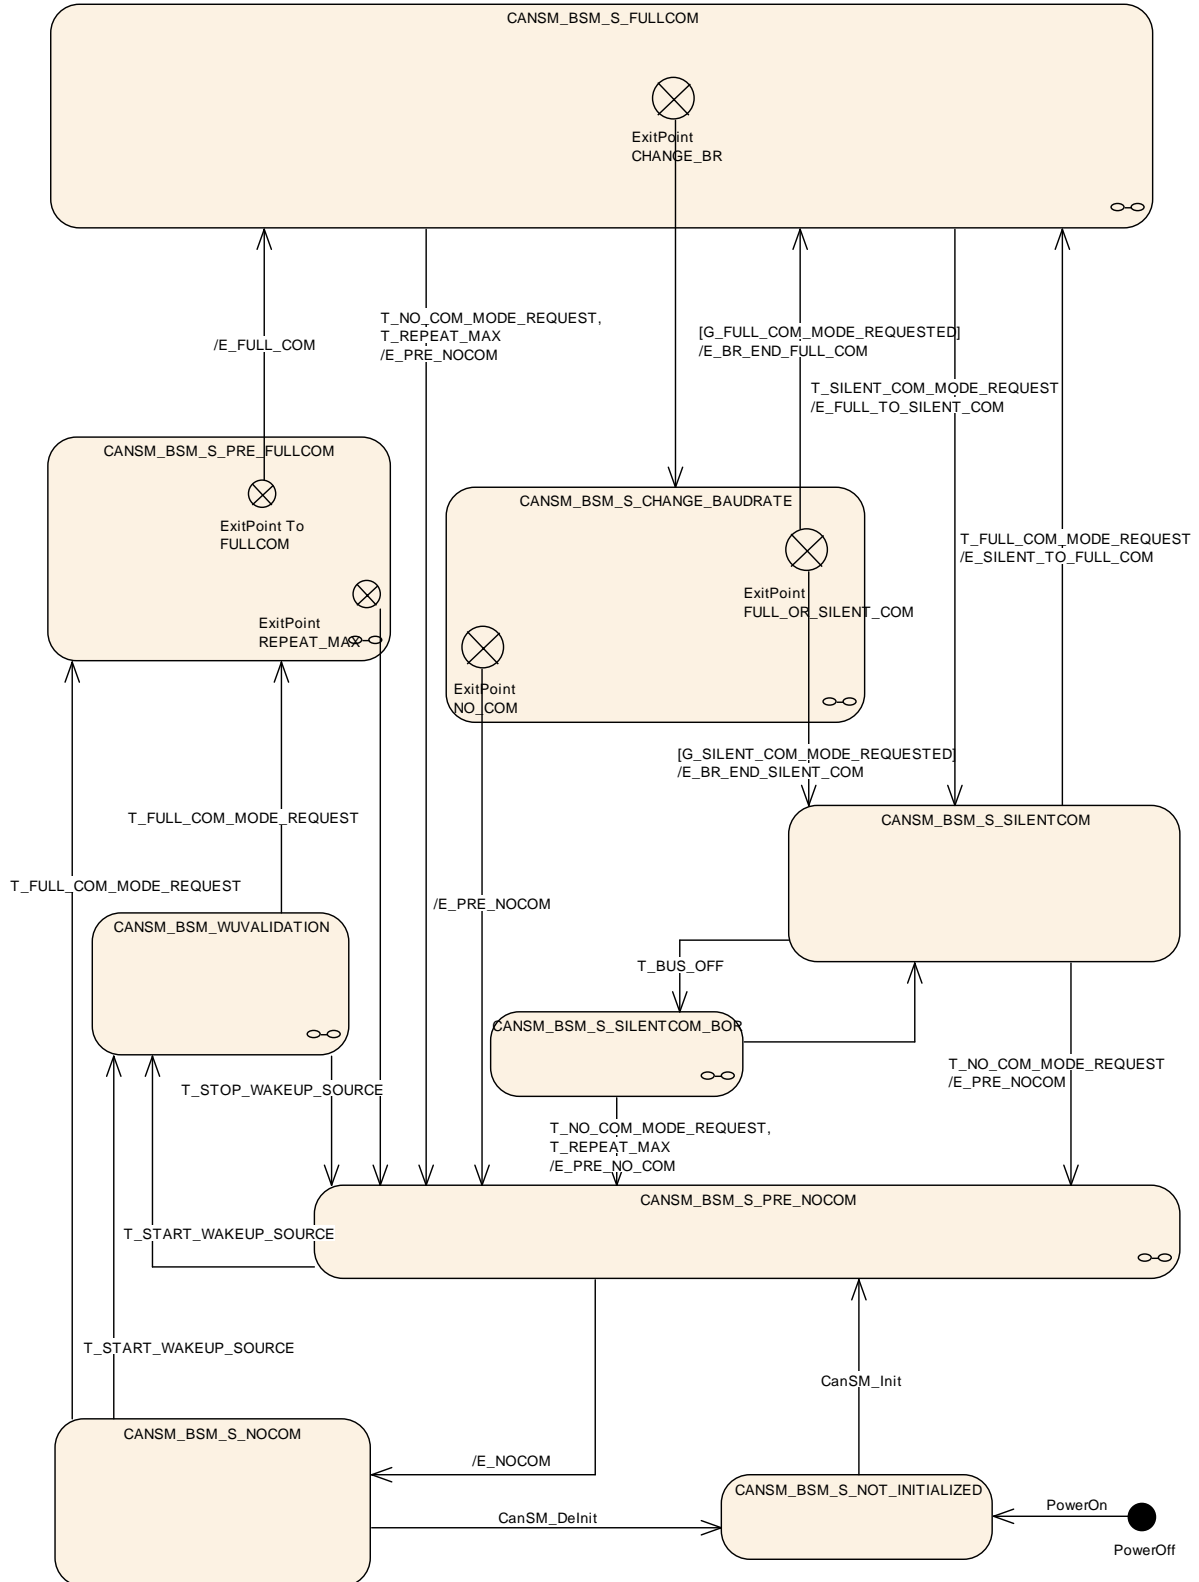 CANSM_BSM_S_FULLCOM
ExitPoint
CHANGE_BR
T_NO_COM_MODE_REQUEST,
T_REPEAT_MAX
/E_PRE_NOCOM
/E_FULL_COM
[G_FULL_COM_MODE_REQUESTED]
/E_BR_END_FULL_COM
T_SILENT_COM_MODE_REQUEST
/E_FULL_TO_SILENT_COM
CANSM_BSM_S_PRE_FULLCOM
ExitPoint To
FULLCOM
ExitPoint
REPEAT_MAX
CANSM_BSM_S_CHANGE_BAUDRATE
ExitPoint
FULL_OR_SILENT_COM
ExitPoint
NO_COM
T_FULL_COM_MODE_REQUEST
/E_SILENT_TO_FULL_COM
[G_SILENT_COM_MODE_REQUESTED]
/E_BR_END_SILENT_COM
T_FULL_COM_MODE_REQUEST
CANSM_BSM_S_SILENTCOM
T_FULL_COM_MODE_REQUEST
/E_PRE_NOCOM
CANSM_BSM_WUVALIDATION
T_BUS_OFF
CANSM_BSM_S_SILENTCOM_BOR
T_NO_COM_MODE_REQUEST
/E_PRE_NOCOM
T_STOP_WAKEUP_SOURCE
T_NO_COM_MODE_REQUEST,
T_REPEAT_MAX
/E_PRE_NO_COM
CANSM_BSM_S_PRE_NOCOM
T_START_WAKEUP_SOURCE
T_START_WAKEUP_SOURCE
CanSM_Init
CANSM_BSM_S_NOCOM
/E_NOCOM
CANSM_BSM_S_NOT_INITIALIZED
CanSM_DeInit
PowerOn
PowerOff